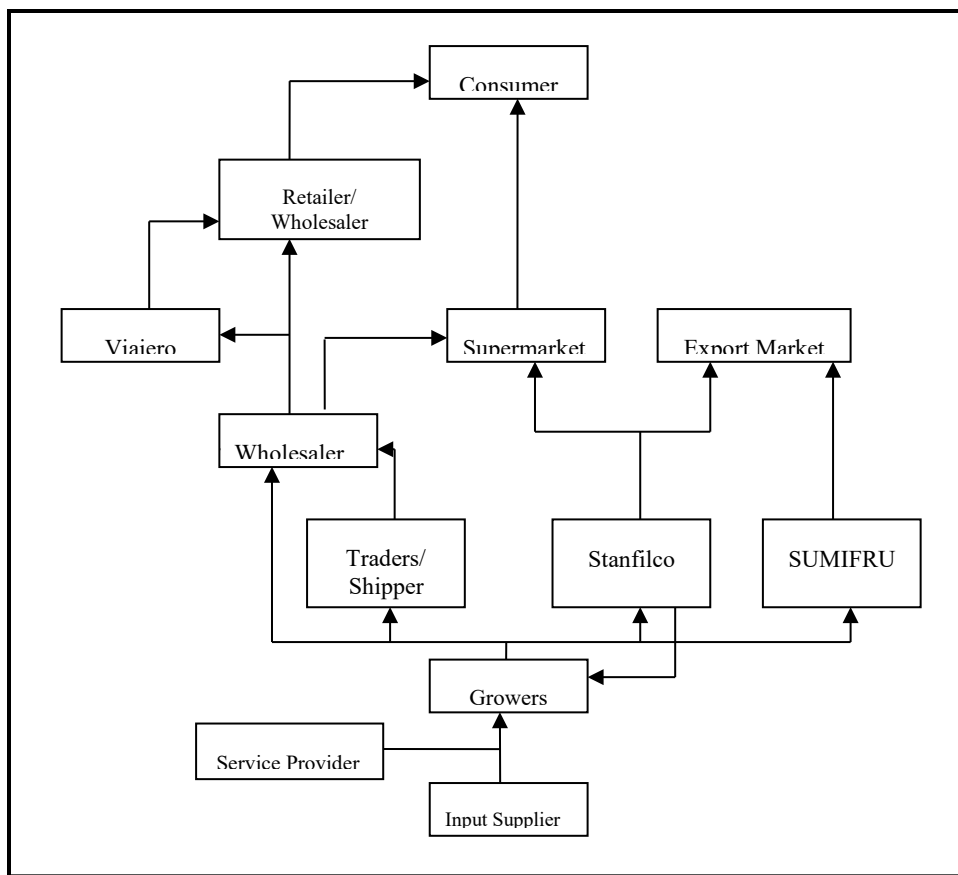 Consumer
Retailer/
Wholesaler
Viajero
Supermarket
Export Market
Wholesaler
Traders/
Shipper
Stanfilco
SUMIFRU
Growers
Service Provider
Input Supplier